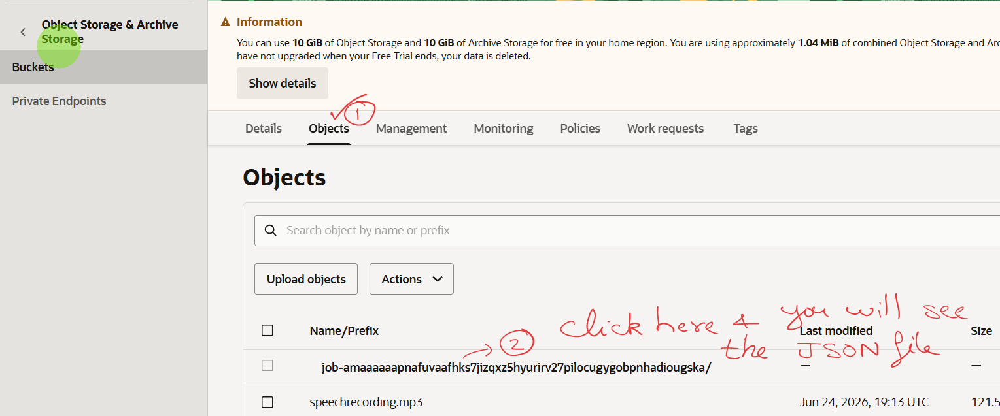 Object Storage & Archive
Storage
Buckets
Private Endpoints
Information
You can use 10 GiB of Object Storage and 10 GiB of Archive Storage for free in your home region. You are using approximately 1.04 MiB of combined Object Storage and
have not upgraded when your Free Trial ends, your data is deleted.
Show details
1
Details Objects Management Monitoring Policies Work requests Tags
Objects
Search object by name or prefix
Upload objects Actions
click here & you will see
the JSON file
Name/Prefix Last modified Size
2
job-amaaaaaapnafuvaafhks7jizqxz5hyurirv27pilocugygobpnhadiougska/ — —
speechrecording.mp3 Jun 24, 2026, 19:13 UTC 121.5